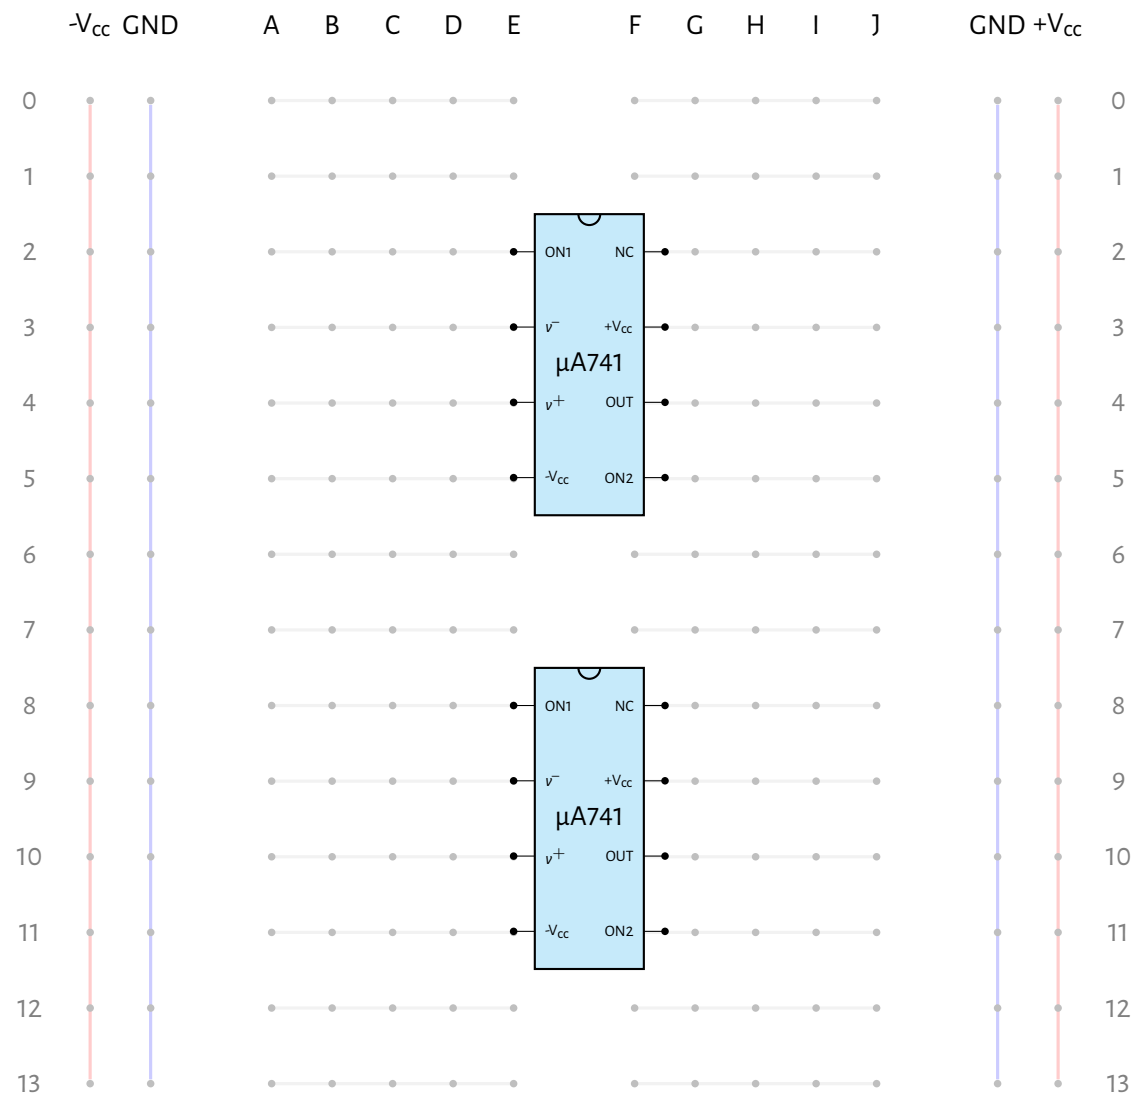 -Vcc GND A B C D E F G H I J GND +Vcc
0 0
1 1
2 ON1 NC 2
3 v⁻ +Vcc 3
μA741
4 v⁺ OUT 4
5 -Vcc ON2 5
6 6
7 7
8 ON1 NC 8
9 v⁻ +Vcc 9
μA741
10 v⁺ OUT 10
11 -Vcc ON2 11
12 12
13 13